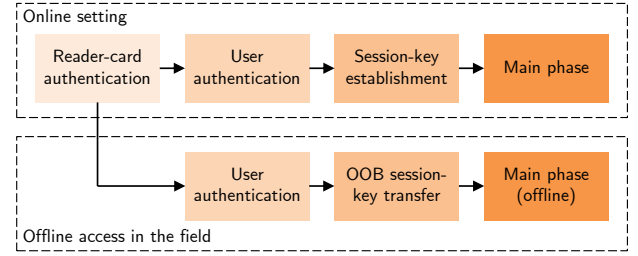 Online setting
Reader-card
authentication
User
authentication
Session-key
establishment
Main phase
User
authentication
OOB session-
key transfer
Main phase
(offline)
Offline access in the field